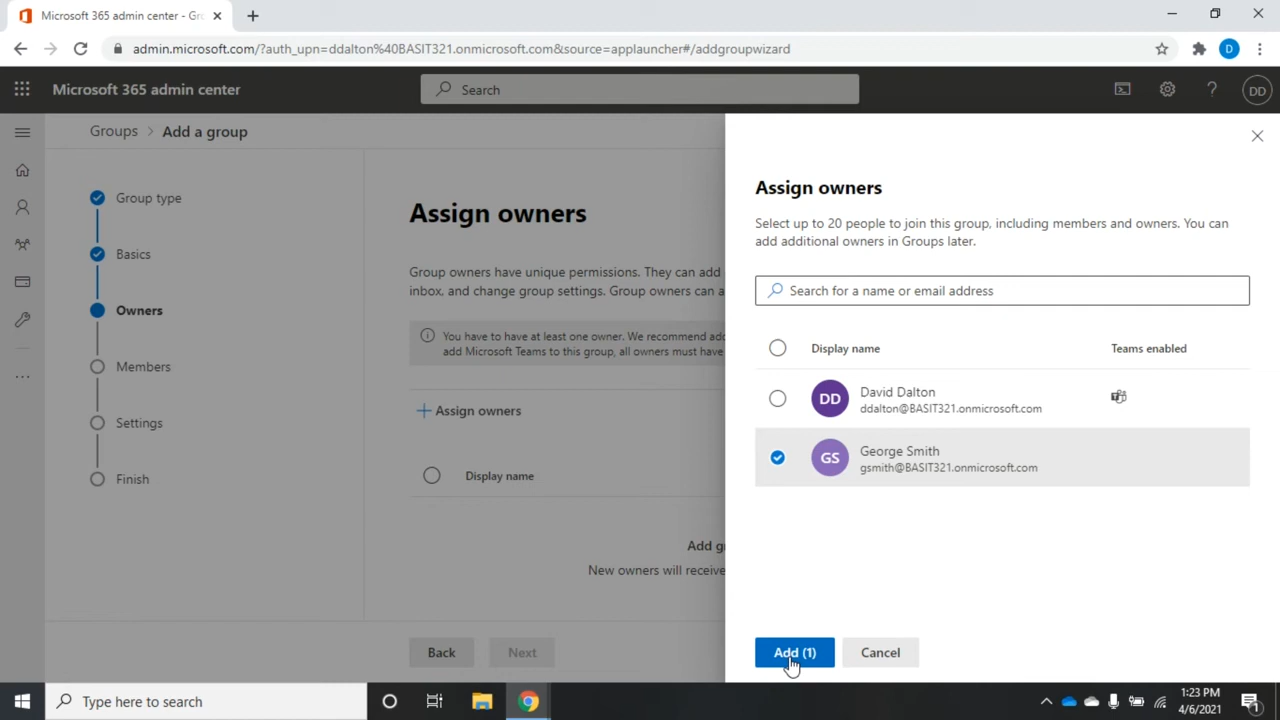 Microsoft 365 admin center - Gro
admin.microsoft.com/?auth_upn=ddalton%40BASIT321.onmicrosoft.com&source=applauncher#/addgroupwizard
D
Microsoft 365 admin center
Search
DD
Groups > Add a group
Group type
Basics
Owners
Members
Settings
Finish
Assign owners
Group owners have unique permissions. They can add
inbox, and change group settings. Group owners can a
You have to have at least one owner. We recommend add
add Microsoft Teams to this group, all owners must have
Assign owners
Display name
Add g
New owners will receive
Back
Next
Assign owners
Select up to 20 people to join this group, including members and owners. You can
add additional owners in Groups later.
Search for a name or email address
Display name
Teams enabled
DD
David Dalton
ddalton@BASIT321.onmicrosoft.com
GS
George Smith
gsmith@BASIT321.onmicrosoft.com
Add (1)
Cancel
Type here to search
1:23 PM
4/6/2021
1